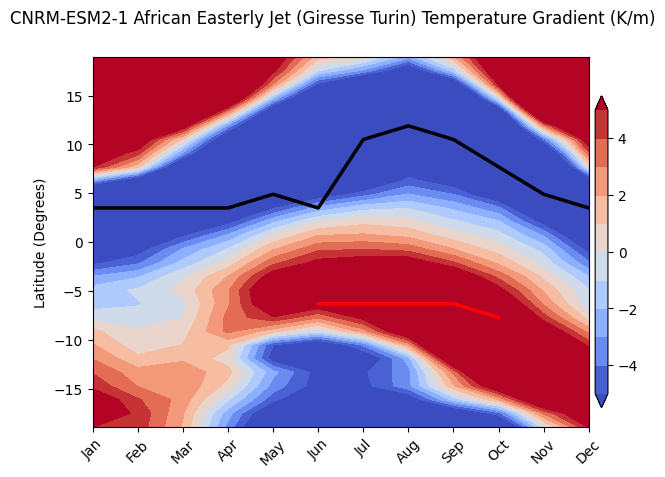 CNRM-ESM2-1 African Easterly Jet (Giresse Turin) Temperature Gradient (K/m)
Latitude (Degrees)
15
10
5
0
−5
−10
−15
Jan
Feb
Mar
Apr
May
Jun
Jul
Aug
Sep
Oct
Nov
Dec
4
2
0
−2
−4